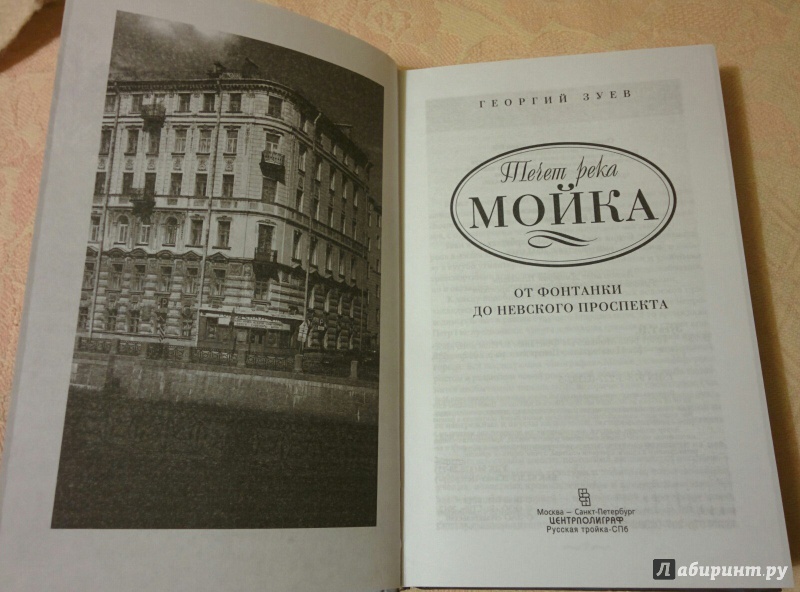 ГЕОРГИЙ ЗУЕВ
Течет река
МОЙКА
ОТ ФОНТАНКИ
ДО НЕВСКОГО ПРОСПЕКТА
Москва – Санкт-Петербург
ЦЕНТРПОЛИГРАФ
Русская тройка-СПб
Лабиринт.ру